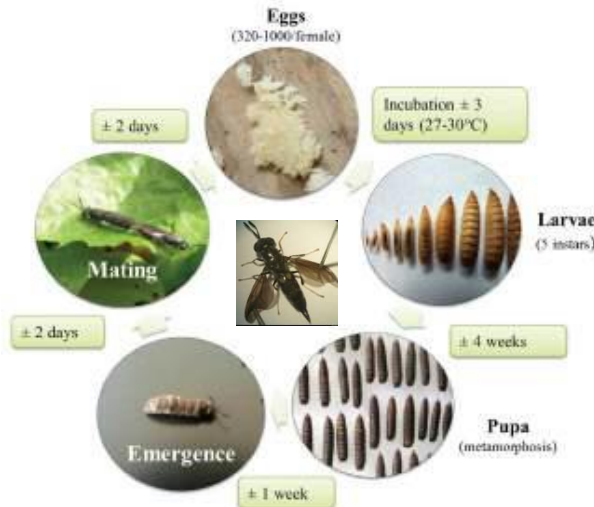 Eggs
(320-1000/female)
Incubation ± 3
days (27-30°C)
Larvae
(5 instars)
± 4 weeks
Pupa
(metamorphosis)
± 1 week
Emergence
± 2 days
Mating
± 2 days